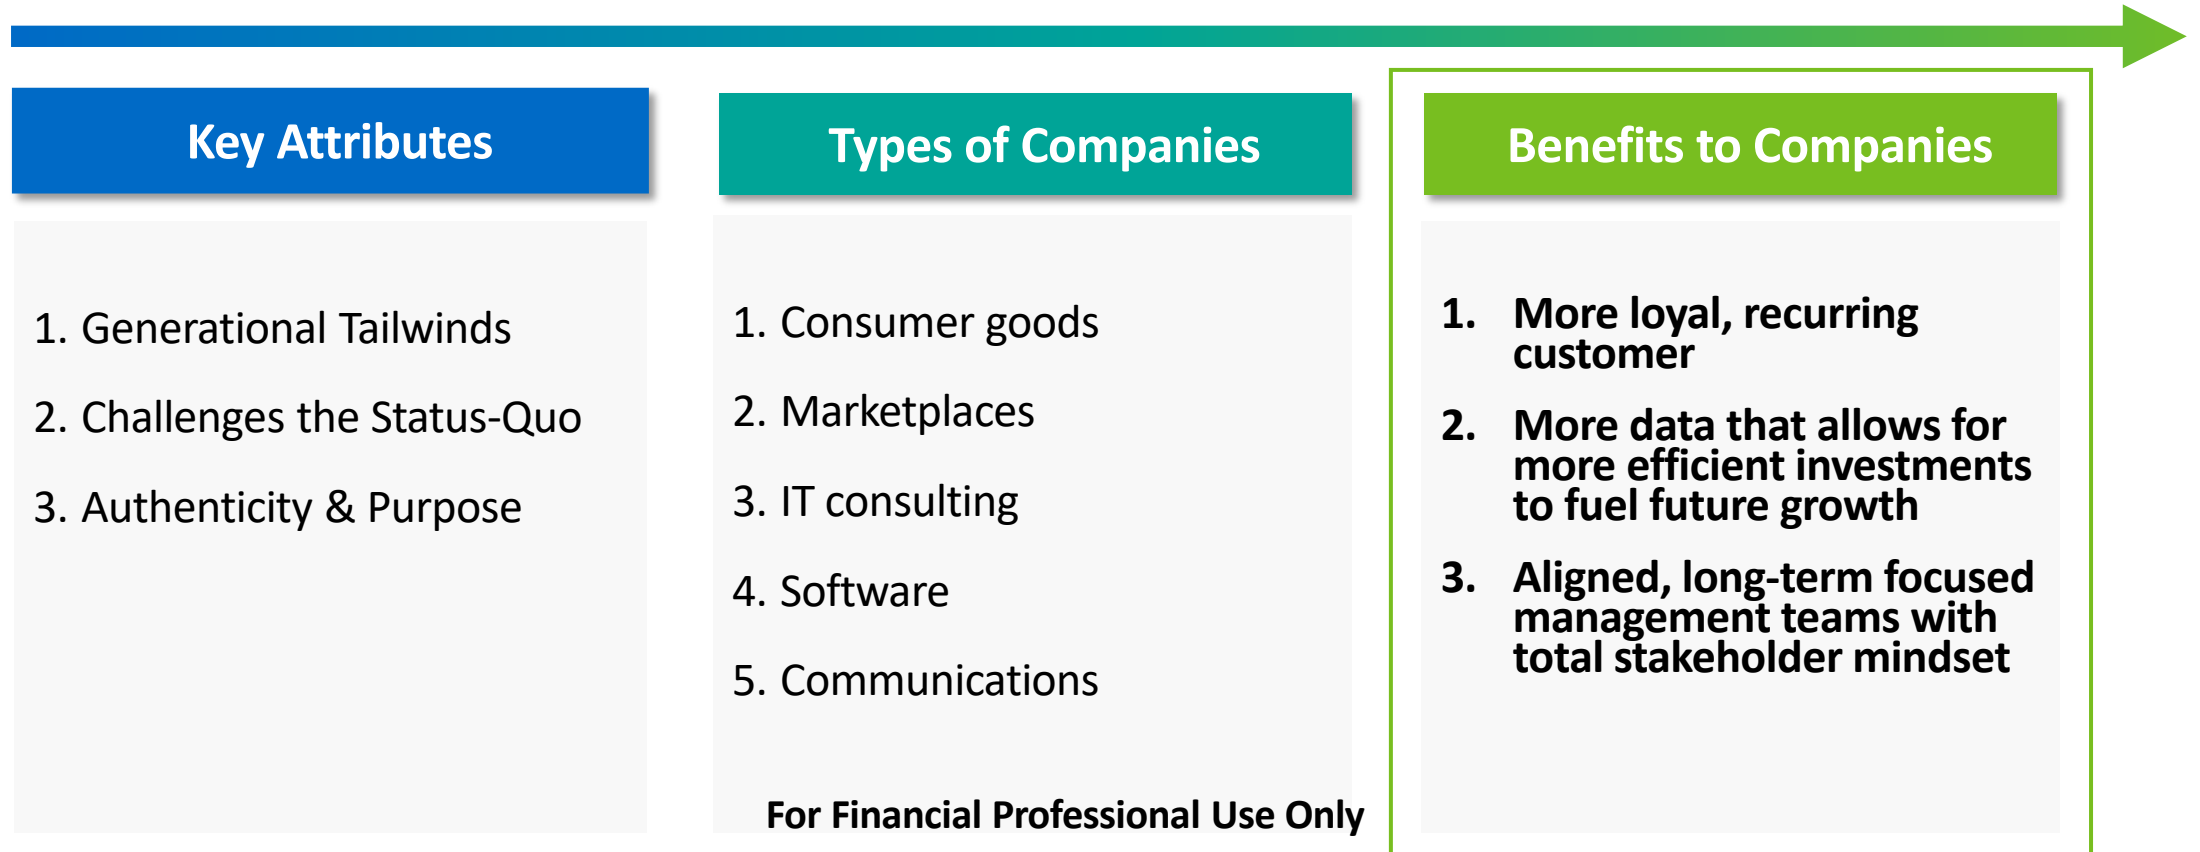 Key Attributes
1. Generational Tailwinds
2. Challenges the Status-Quo
3. Authenticity & Purpose
Types of Companies
1. Consumer goods
2. Marketplaces
3. IT consulting
4. Software
5. Communications
For Financial Professional Use Only
Benefits to Companies
1. More loyal, recurring
customer
2. More data that allows for
more efficient investments
to fuel future growth
3. Aligned, long-term focused
management teams with
total stakeholder mindset